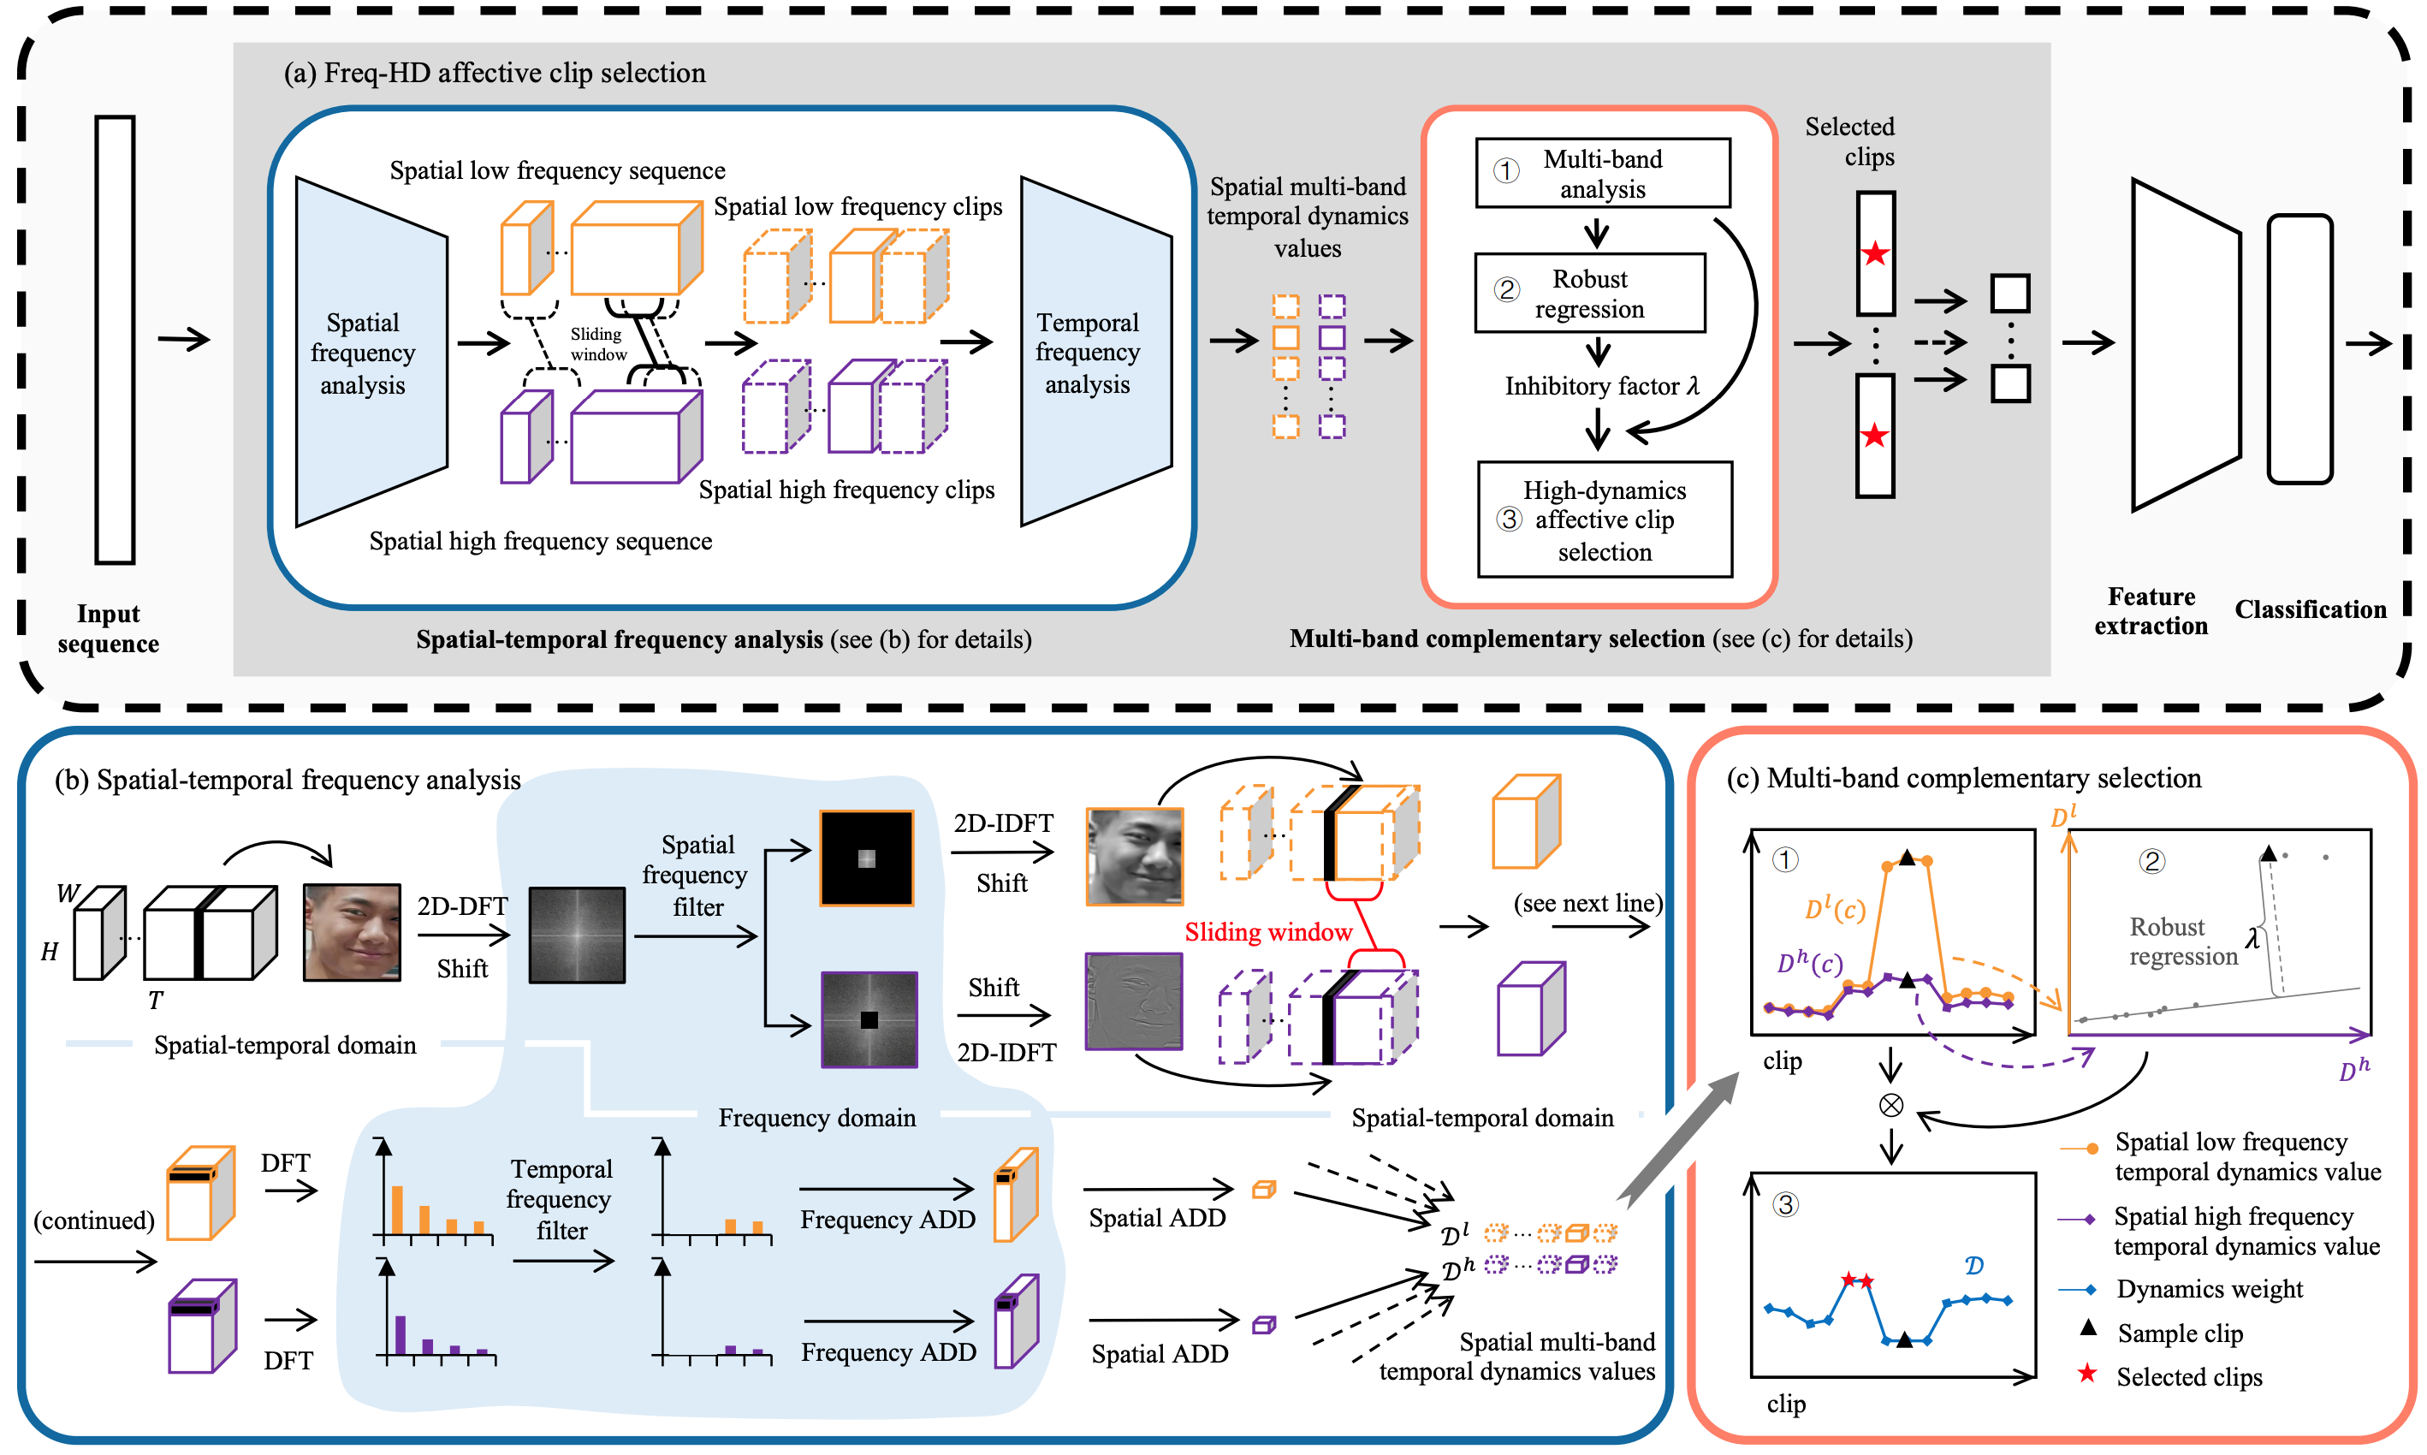 (a) Freq-HD affective clip selection
Input
sequence
Spatial
frequency
analysis
Spatial low frequency sequence
Spatial low frequency clips
...
...
Sliding
window
...
...
Spatial high frequency clips
Spatial high frequency sequence
Temporal
frequency
analysis
Spatial-temporal frequency analysis (see (b) for details)
Spatial multi-band
temporal dynamics
values
① Multi-band
analysis
② Robust
regression
Inhibitory factor λ
③ High-dynamics
affective clip
selection
Multi-band complementary selection (see (c) for details)
Selected
clips
Feature
extraction
Classification
(b) Spatial-temporal frequency analysis
W
H
T
...
2D-DFT
Shift
Spatial
frequency
filter
2D-IDFT
Shift
Shift
2D-IDFT
...
Sliding window
...
(see next line)
Spatial-temporal domain
Frequency domain
Spatial-temporal domain
(continued)
DFT
DFT
Temporal
frequency
filter
Frequency ADD
Frequency ADD
Spatial ADD
Spatial ADD
𝒟ˡ ...
𝒟ʰ ...
Spatial multi-band
temporal dynamics values
(c) Multi-band complementary selection
①
Dˡ(c)
Dʰ(c)
clip
Dˡ
②
Robust
regression
λ
Dʰ
⊗
③
𝒟
clip
Spatial low frequency
temporal dynamics value
Spatial high frequency
temporal dynamics value
Dynamics weight
Sample clip
Selected clips